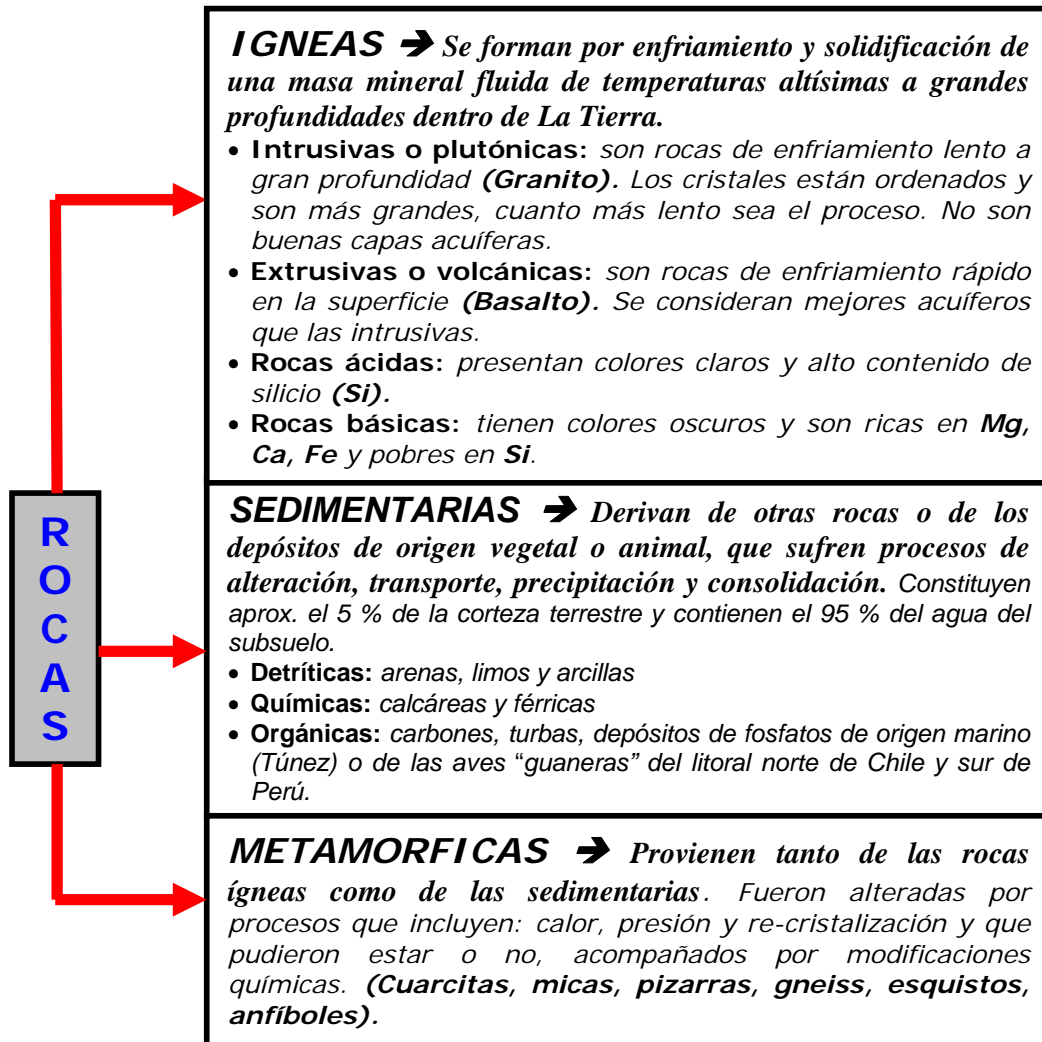 IGNEAS ➔ Se forman por enfriamiento y solidificación de
una masa mineral fluida de temperaturas altísimas a grandes
profundidades dentro de La Tierra.
• Intrusivas o plutónicas: son rocas de enfriamiento lento a
gran profundidad (Granito). Los cristales están ordenados y
son más grandes, cuanto más lento sea el proceso. No son
buenas capas acuíferas.
• Extrusivas o volcánicas: son rocas de enfriamiento rápido
en la superficie (Basalto). Se consideran mejores acuíferos
que las intrusivas.
• Rocas ácidas: presentan colores claros y alto contenido de
silicio (Si).
• Rocas básicas: tienen colores oscuros y son ricas en Mg,
Ca, Fe y pobres en Si.
R
O
C
A
S
SEDIMENTARIAS ➔ Derivan de otras rocas o de los
depósitos de origen vegetal o animal, que sufren procesos de
alteración, transporte, precipitación y consolidación. Constituyen
aprox. el 5 % de la corteza terrestre y contienen el 95 % del agua del
subsuelo.
• Detríticas: arenas, limos y arcillas
• Químicas: calcáreas y férricas
• Orgánicas: carbones, turbas, depósitos de fosfatos de origen marino
(Túnez) o de las aves “guaneras” del litoral norte de Chile y sur de
Perú.
METAMORFICAS ➔ Provienen tanto de las rocas
ígneas como de las sedimentarias. Fueron alteradas por
procesos que incluyen: calor, presión y re-cristalización y que
pudieron estar o no, acompañados por modificaciones
químicas. (Cuarcitas, micas, pizarras, gneiss, esquistos,
anfíboles).